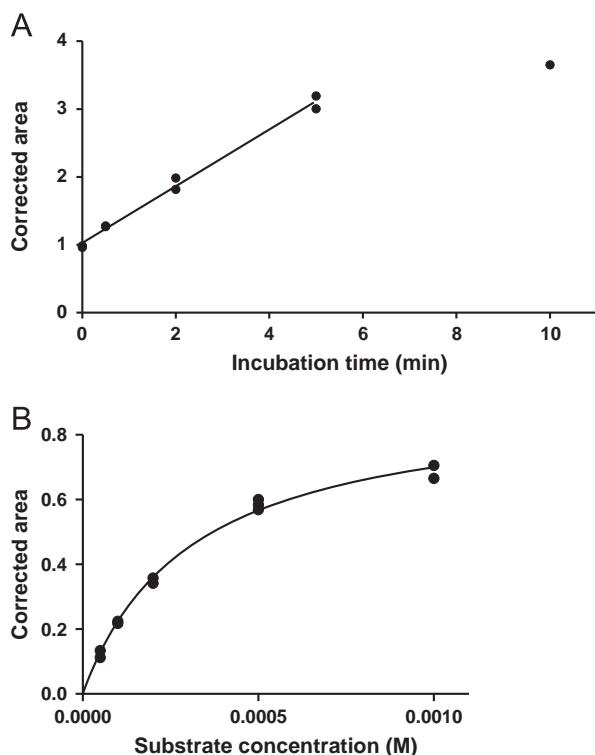 A
4
3
2
1
0
0 2 4 6 8 10
Corrected area
Incubation time (min)
B
0.8
0.6
0.4
0.2
0.0
0.0000 0.0005 0.0010
Corrected area
Substrate concentration (M)